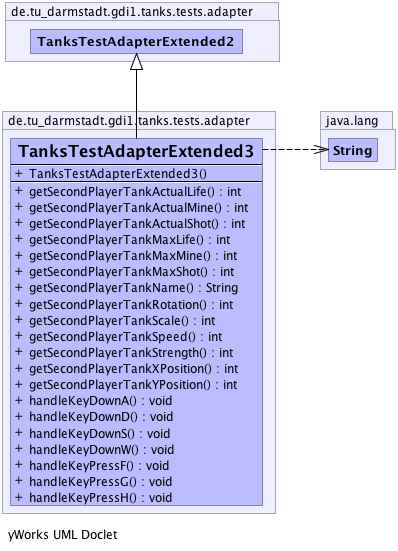 de.tu_darmstadt.gdi1.tanks.tests.adapter
TanksTestAdapterExtended2
de.tu_darmstadt.gdi1.tanks.tests.adapter
java.lang
TanksTestAdapterExtended3
String
+ TanksTestAdapterExtended3()
+ getSecondPlayerTankActualLife() : int
+ getSecondPlayerTankActualMine() : int
+ getSecondPlayerTankActualShot() : int
+ getSecondPlayerTankMaxLife() : int
+ getSecondPlayerTankMaxMine() : int
+ getSecondPlayerTankMaxShot() : int
+ getSecondPlayerTankName() : String
+ getSecondPlayerTankRotation() : int
+ getSecondPlayerTankScale() : int
+ getSecondPlayerTankSpeed() : int
+ getSecondPlayerTankStrength() : int
+ getSecondPlayerTankXPosition() : int
+ getSecondPlayerTankYPosition() : int
+ handleKeyDownA() : void
+ handleKeyDownD() : void
+ handleKeyDownS() : void
+ handleKeyDownW() : void
+ handleKeyPressF() : void
+ handleKeyPressG() : void
+ handleKeyPressH() : void
yWorks UML Doclet